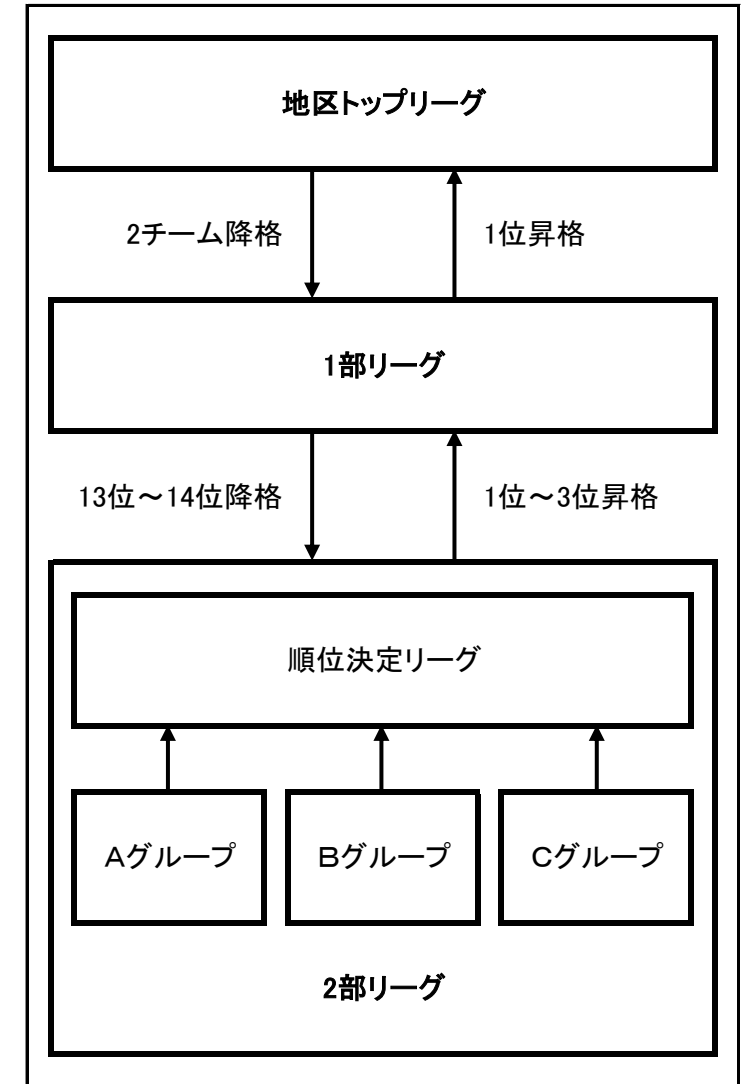 地区トップリーグ
2チーム降格
1位昇格
1部リーグ
13位～14位降格
1位～3位昇格
順位決定リーグ
Aグループ
Bグループ
Cグループ
2部リーグ